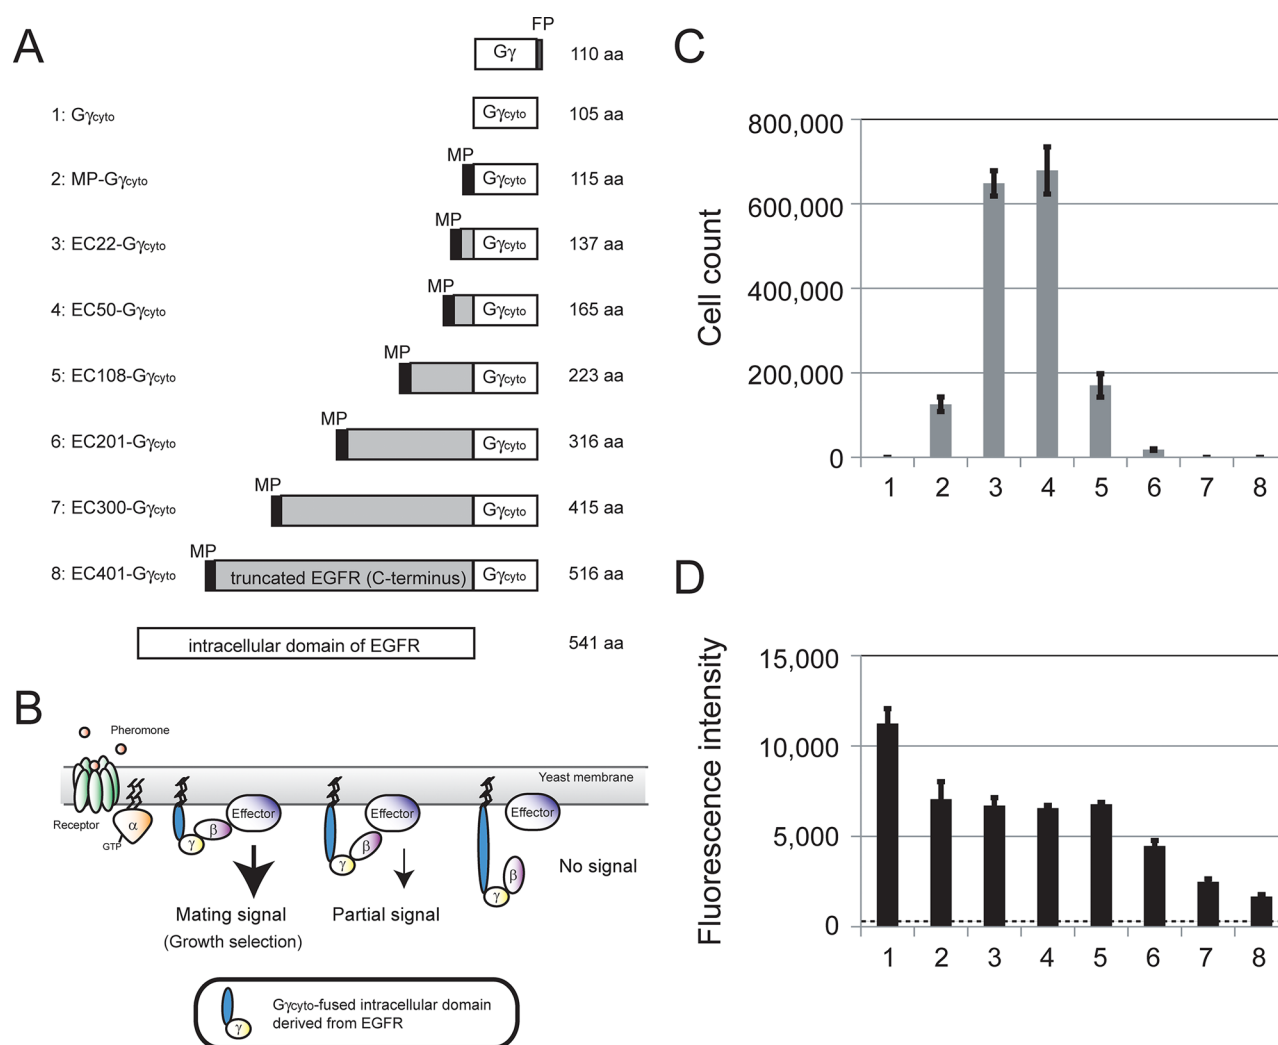 A
FP
Gγ 110 aa
1: Gγcyto Gγcyto 105 aa
MP
2: MP-Gγcyto Gγcyto 115 aa
MP
3: EC22-Gγcyto Gγcyto 137 aa
MP
4: EC50-Gγcyto Gγcyto 165 aa
MP
5: EC108-Gγcyto Gγcyto 223 aa
MP
6: EC201-Gγcyto Gγcyto 316 aa
MP
7: EC300-Gγcyto Gγcyto 415 aa
MP
8: EC401-Gγcyto truncated EGFR (C-terminus) Gγcyto 516 aa
intracellular domain of EGFR 541 aa
B
Pheromone
Yeast membrane
Receptor
α
GTP
γ
β
Effector
γ
β
Effector
γ
β
Effector
Mating signal
(Growth selection)
Partial signal
No signal
γ
Gγcyto-fused intracellular domain
derived from EGFR
C
Cell count
800,000
600,000
400,000
200,000
0
1 2 3 4 5 6 7 8
D
Fluorescence intensity
15,000
10,000
5,000
0
1 2 3 4 5 6 7 8